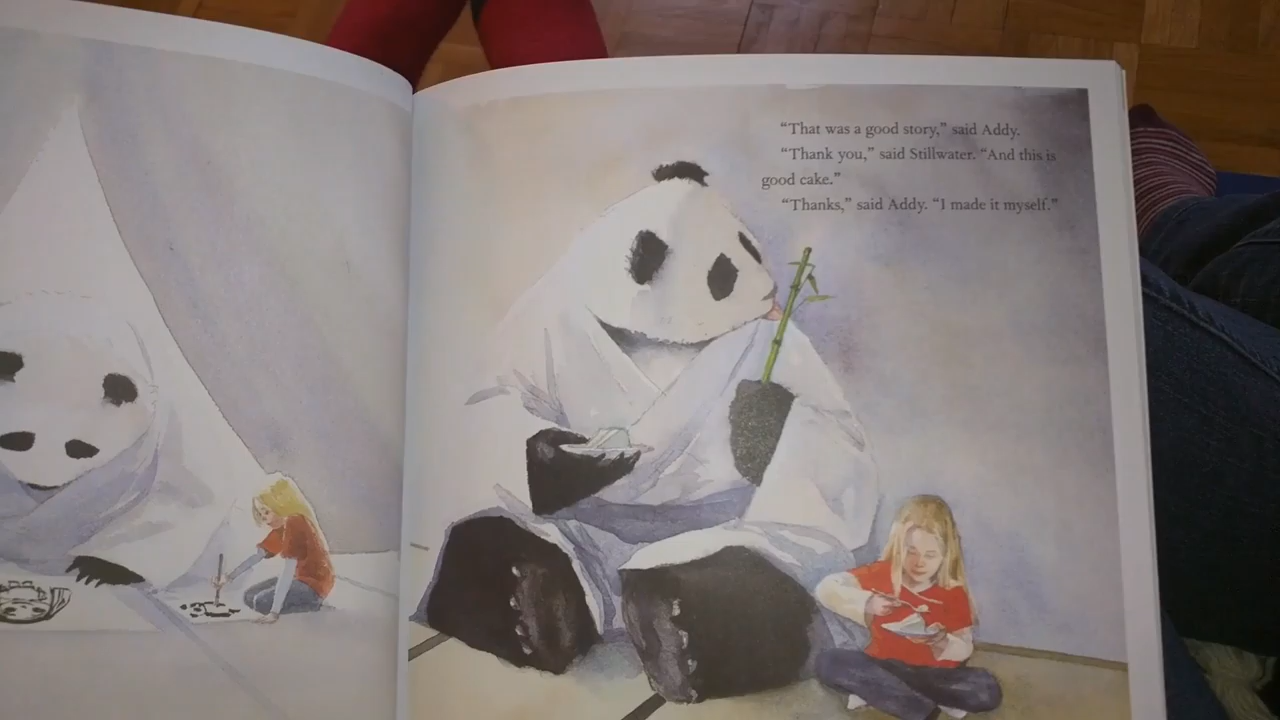 “That was a good story,” said Addy.
“Thank you,” said Stillwater. “And this is
good cake.”
“Thanks,” said Addy. “I made it myself.”